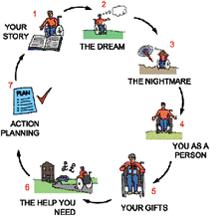 1
YOUR
STORY
2
THE DREAM
3
THE NIGHTMARE
4
YOU AS A
PERSON
5
YOUR GIFTS
6
THE HELP YOU
NEED
7
PLAN
ACTION
PLANNING